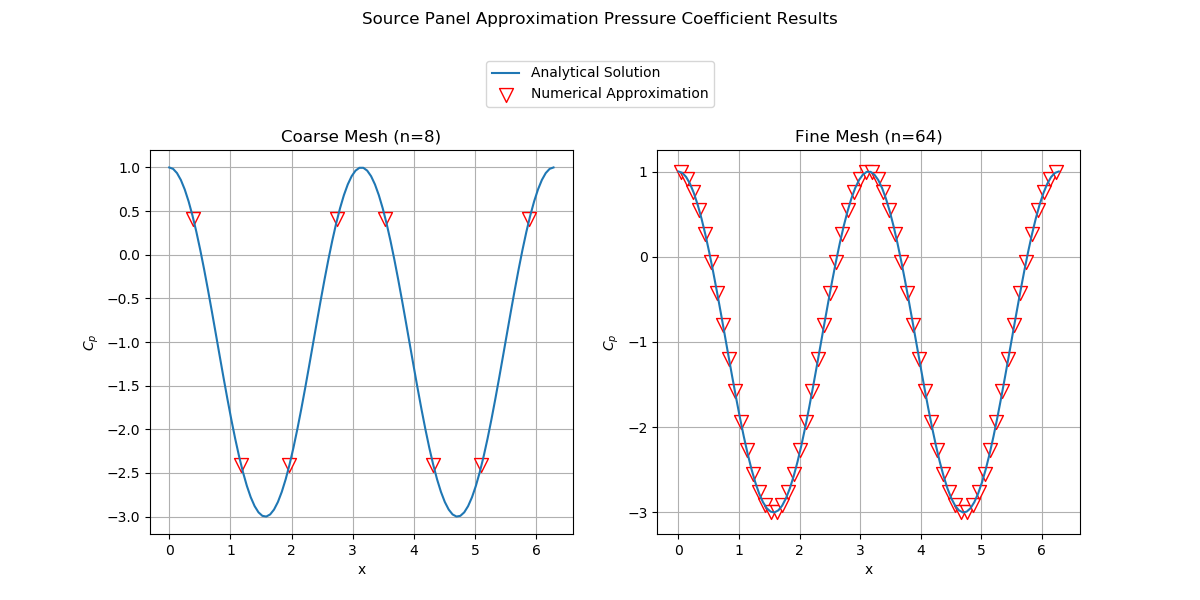 Source Panel Approximation Pressure Coefficient Results
Analytical Solution
Numerical Approximation
Coarse Mesh (n=8)
1.0
0.5
0.0
−0.5
−1.0
−1.5
−2.0
−2.5
−3.0
C_p
0 1 2 3 4 5 6
x
Fine Mesh (n=64)
1
0
−1
−2
−3
C_p
0 1 2 3 4 5 6
x